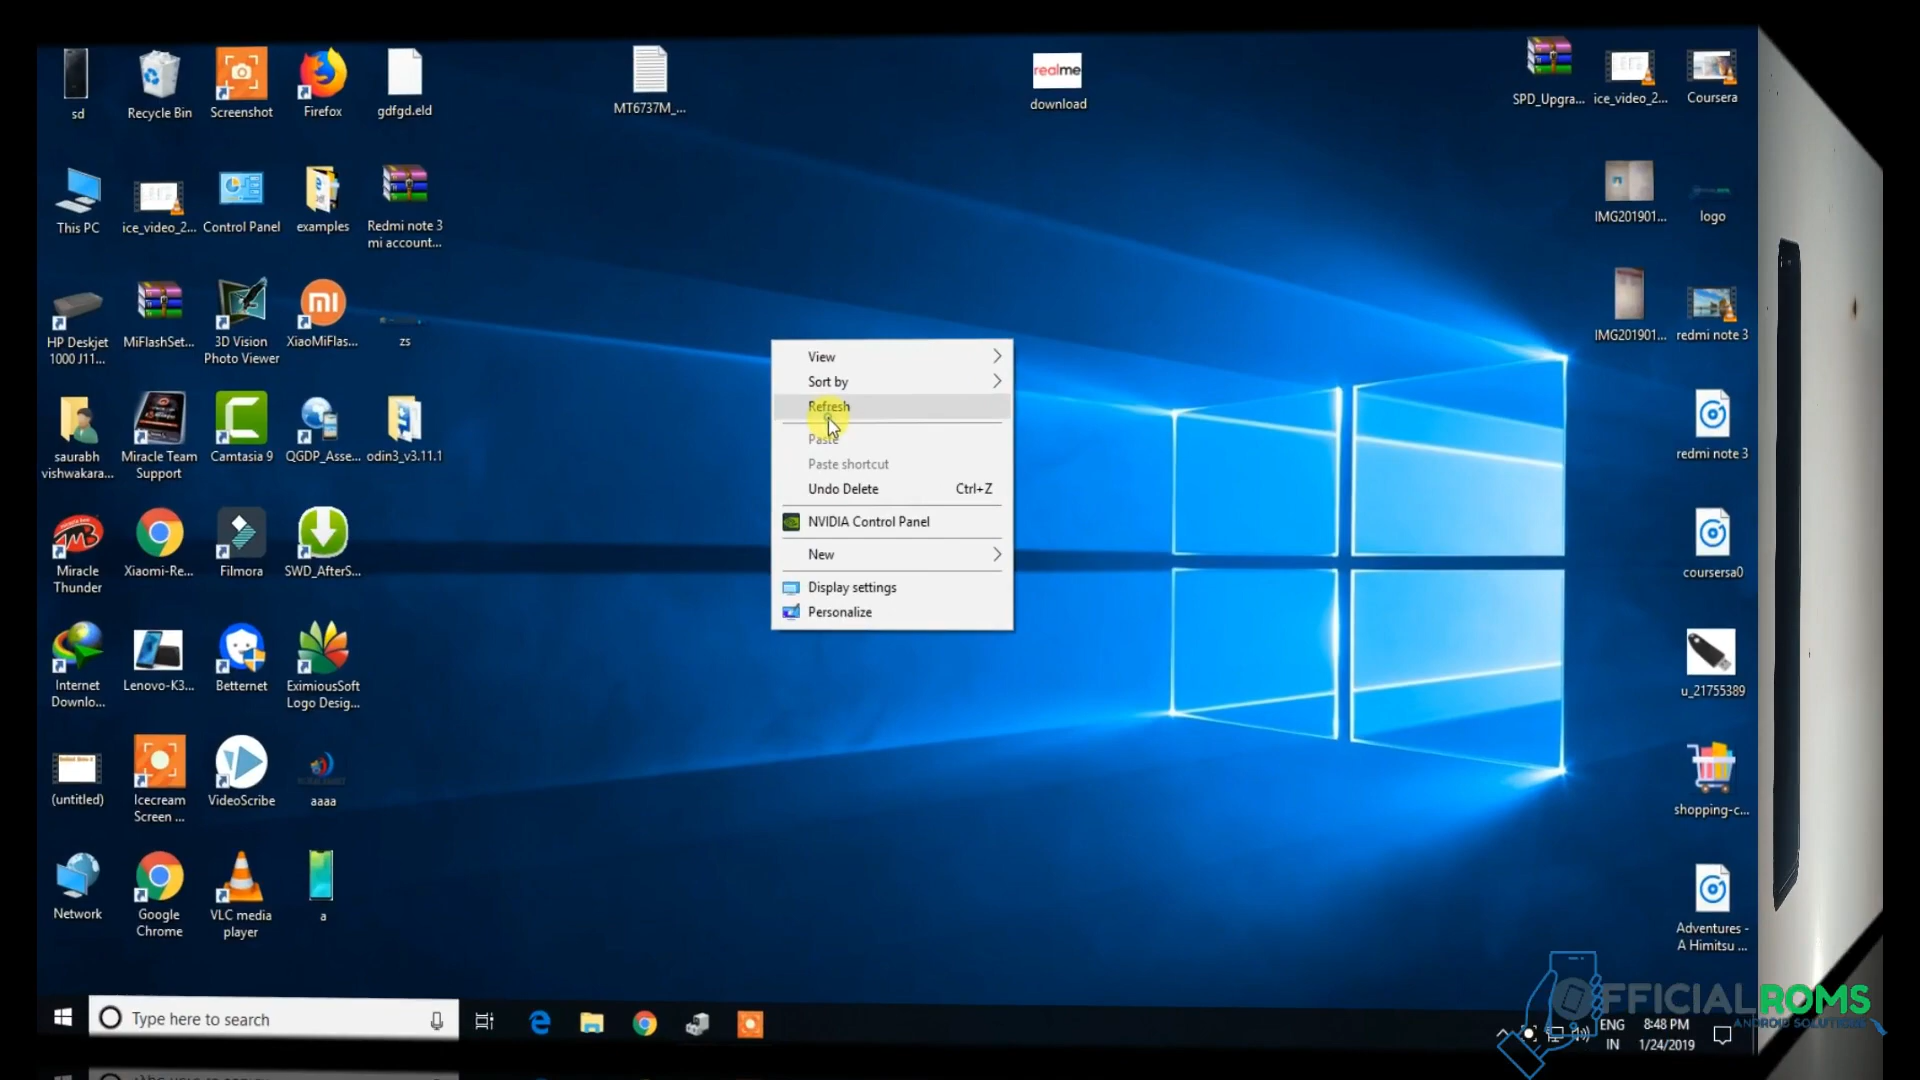 sd
Recycle Bin
Screenshot
Firefox
gdfgd.eld
MT6737M_...
realme
download
SPD_Upgra...
ice_video_2...
Coursera
This PC
ice_video_2...
Control Panel
examples
Redmi note 3
mi account...
IMG201901...
logo
HP Deskjet
1000 J11...
MiFlashSet...
3D Vision
Photo Viewer
XiaoMiFlas...
zs
IMG201901...
redmi note 3
View
Sort by
Refresh
Paste
Paste shortcut
Undo Delete Ctrl+Z
NVIDIA Control Panel
New
Display settings
Personalize
saurabh
vishwakara...
Miracle Team
Support
Camtasia 9
QGDP_Asse...
odin3_v3.11.1
redmi note 3
Miracle
Thunder
Xiaomi-Re...
Filmora
SWD_AfterS...
coursersa0
Internet
Downlo...
Lenovo-K3...
Betternet
EximiousSoft
Logo Desig...
u_21755389
(untitled)
Icecream
Screen ...
VideoScribe
aaaa
shopping-c...
Network
Google
Chrome
VLC media
player
a
Adventures -
A Himitsu ...
Type here to search
ENG
IN
8:48 PM
1/24/2019
OFFICIALROMS
ANDROID SOLUTIONS